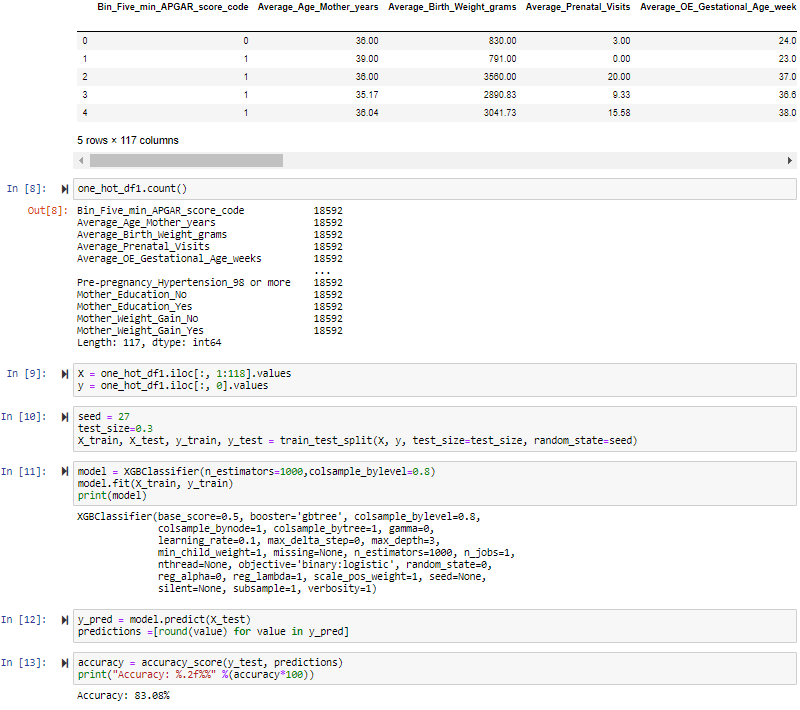 Bin_Five_min_APGAR_score_code Average_Age_Mother_years Average_Birth_Weight_grams Average_Prenatal_Visits Average_OE_Gestational_Age_week
0 0 36.00 830.00 3.00 24.0
1 1 39.00 791.00 0.00 23.0
2 1 36.00 3560.00 20.00 37.0
3 1 35.17 2890.83 9.33 36.6
4 1 36.04 3041.73 15.58 38.0
5 rows × 117 columns
In [8]: one_hot_df1.count()
Out[8]: Bin_Five_min_APGAR_score_code 18592
Average_Age_Mother_years 18592
Average_Birth_Weight_grams 18592
Average_Prenatal_Visits 18592
Average_OE_Gestational_Age_weeks 18592
...
Pre-pregnancy_Hypertension_98 or more 18592
Mother_Education_No 18592
Mother_Education_Yes 18592
Mother_Weight_Gain_No 18592
Mother_Weight_Gain_Yes 18592
Length: 117, dtype: int64
In [9]: X = one_hot_df1.iloc[:, 1:118].values
y = one_hot_df1.iloc[:, 0].values
In [10]: seed = 27
test_size=0.3
X_train, X_test, y_train, y_test = train_test_split(X, y, test_size=test_size, random_state=seed)
In [11]: model = XGBClassifier(n_estimators=1000,colsample_bylevel=0.8)
model.fit(X_train, y_train)
print(model)
XGBClassifier(base_score=0.5, booster='gbtree', colsample_bylevel=0.8,
colsample_bynode=1, colsample_bytree=1, gamma=0,
learning_rate=0.1, max_delta_step=0, max_depth=3,
min_child_weight=1, missing=None, n_estimators=1000, n_jobs=1,
nthread=None, objective='binary:logistic', random_state=0,
reg_alpha=0, reg_lambda=1, scale_pos_weight=1, seed=None,
silent=None, subsample=1, verbosity=1)
In [12]: y_pred = model.predict(X_test)
predictions =[round(value) for value in y_pred]
In [13]: accuracy = accuracy_score(y_test, predictions)
print("Accuracy: %.2f%%" %(accuracy*100))
Accuracy: 83.08%